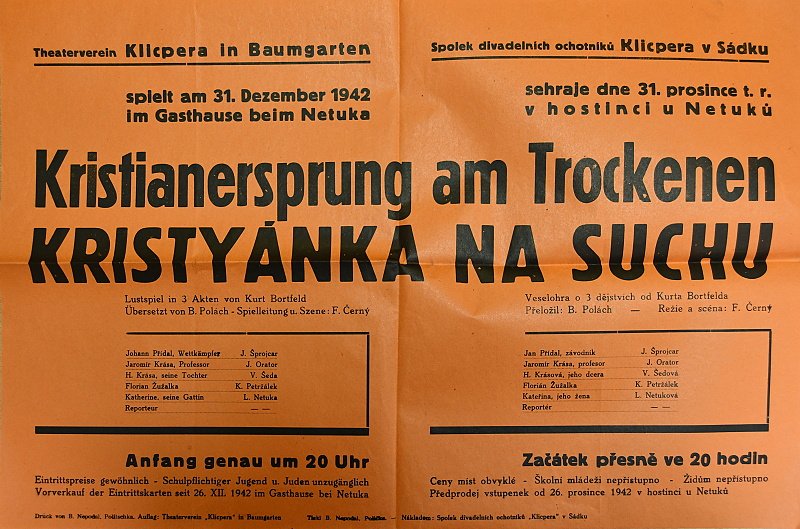 Theaterverein Klicpera in Baumgarten
spielt am 31. Dezember 1942
im Gasthause beim Netuka
Spolek divadelních ochotníků Klicpera v Sádku
sehraje dne 31. prosince t. r.
v hostinci u Netuků
Kristianersprung am Trockenen
KRISTYÁNKA NA SUCHU
Lustspiel in 3 Akten von Kurt Bortfeld
Übersetzt von B. Polách - Spielleitung u. Szene: F. Černý
Johann Přídal, Wettkämpfer J. Šprojcar
Jaromír Krása, Professor J. Orator
H. Krása, seine Tochter V. Šeda
Florian Žužalka K. Petržálek
Katherine, seine Gattin L. Netuka
Reporteur — —
Anfang genau um 20 Uhr
Eintrittspreise gewöhnlich - Schulpflichtiger Jugend u. Juden unzugänglich
Vorverkauf der Eintrittskarten seit 26. XII. 1942 im Gasthause bei Netuka
Veselohra o 3 dějstvích od Kurta Bortfelda
Přeložil: B. Polách — Režie a scéna: F. Černý
Jan Přídal, závodník J. Šprojcar
Jaromír Krása, profesor J. Orator
H. Krásová, jeho dcera V. Šedová
Florián Žužalka K. Petržálek
Kateřina, jeho žena L. Netuková
Reportér — —
Začátek přesně ve 20 hodin
Ceny míst obvyklé - Školní mládeži nepřístupno - Židům nepřístupno
Předprodej vstupenek od 26. prosince 1942 v hostinci u Netuků
Druck von B. Nepodal, Politschka. Auflag: Theaterverein „Klicpera" in Baumgarten
Tiskl B. Nepodal, Polička. - Nákladem: Spolek divadelních ochotníků „Klicpera" v Sádku